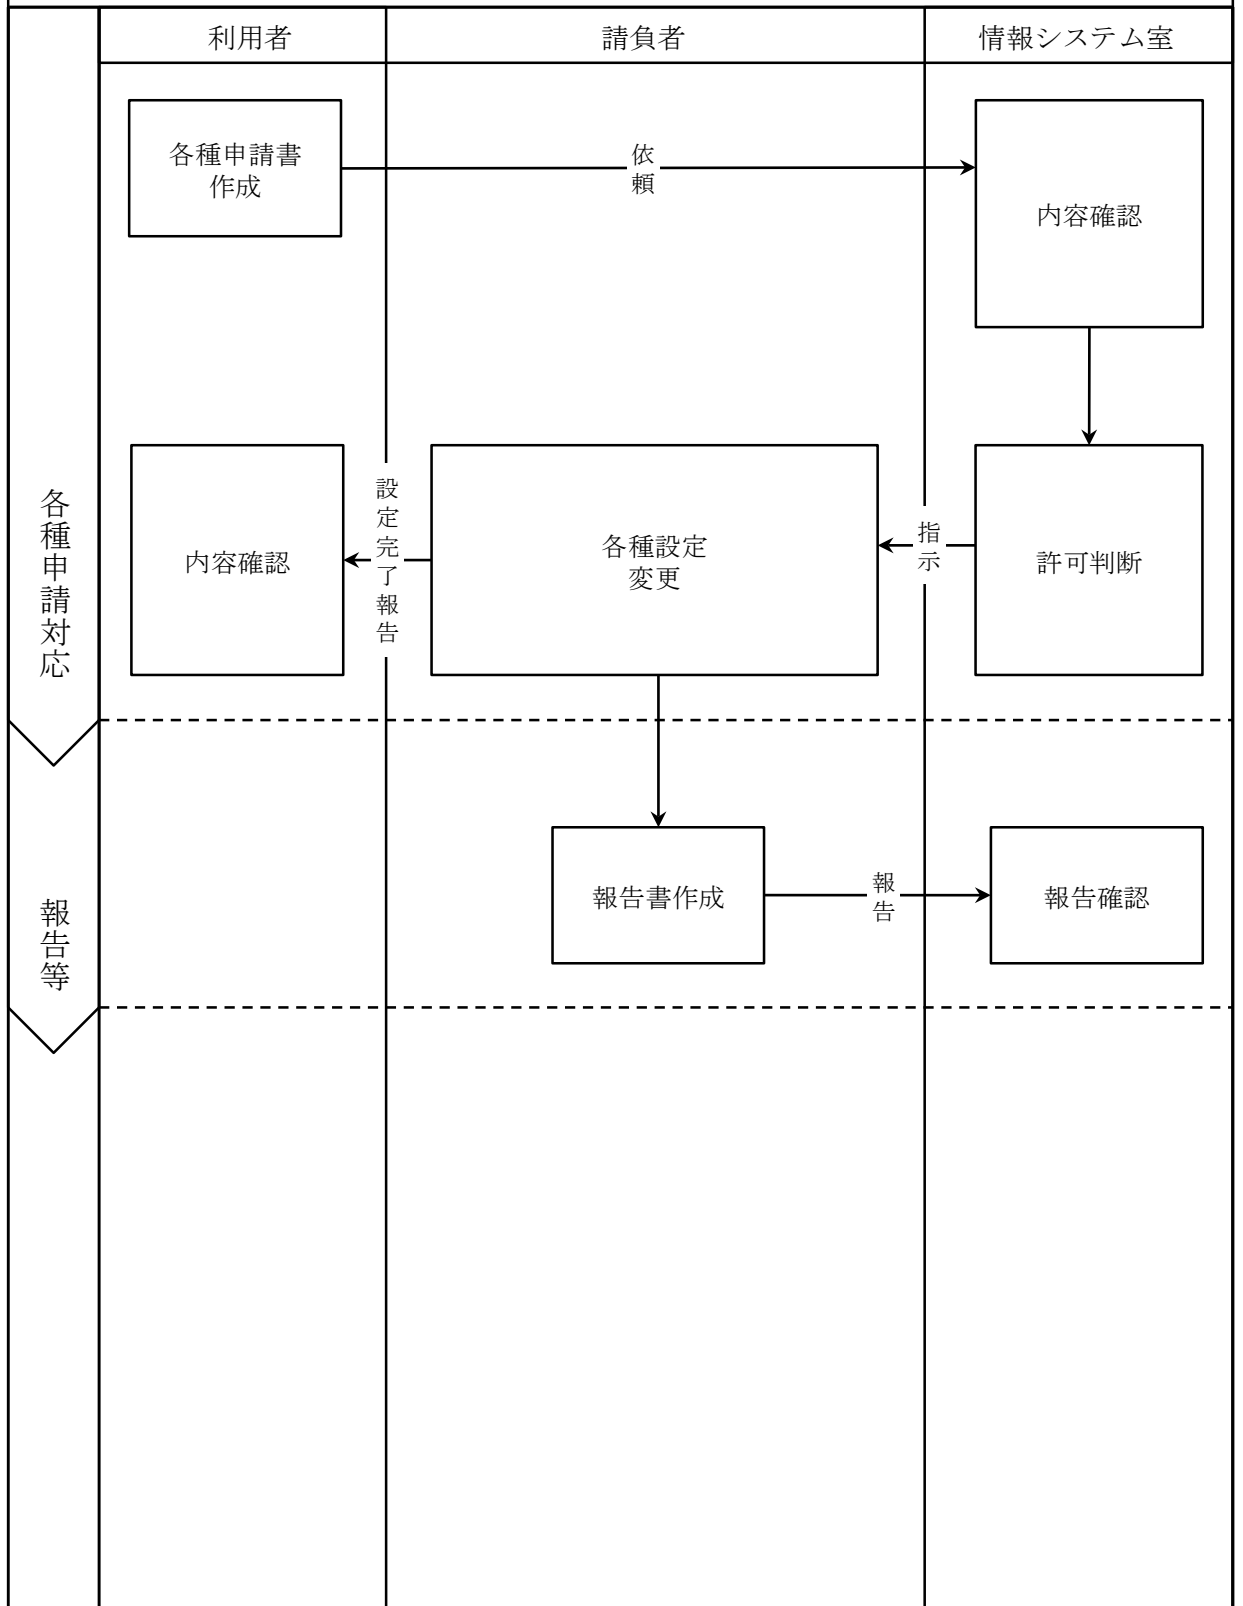 利用者
請負者
情報システム室
各種申請対応
各種申請書
作成
依頼
内容確認
内容確認
設定完了報告
各種設定
変更
指示
許可判断
報告等
報告書作成
報告
報告確認